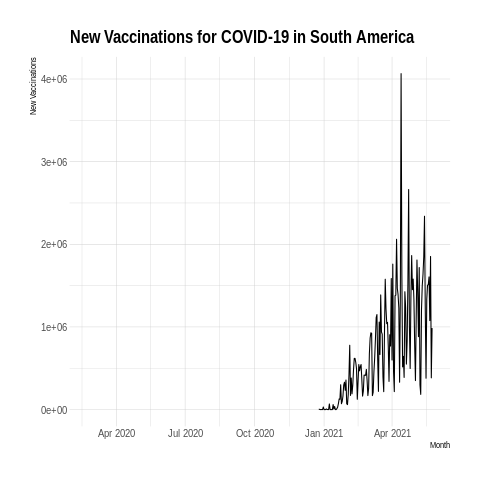 New Vaccinations for COVID-19 in South America
New Vaccinations
4e+06
3e+06
2e+06
1e+06
0e+00
Apr 2020 Jul 2020 Oct 2020 Jan 2021 Apr 2021
Month